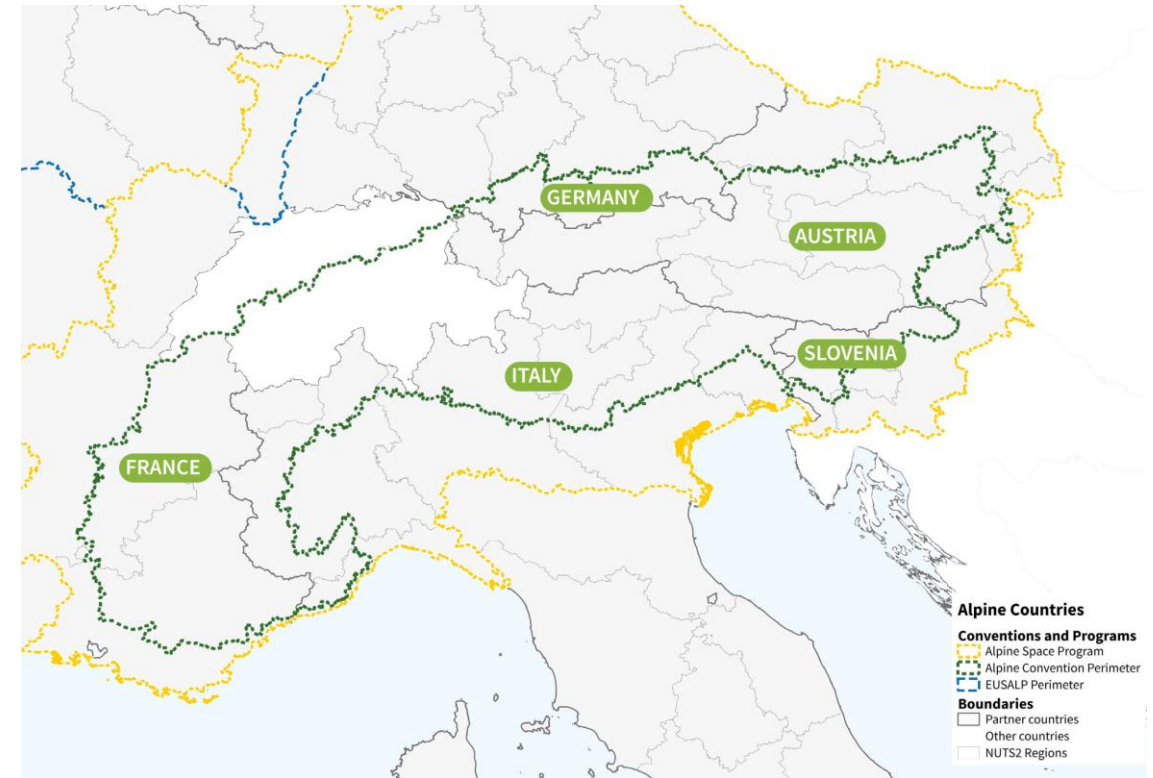 GERMANY
AUSTRIA
SLOVENIA
ITALY
FRANCE
Alpine Countries
Conventions and Programs
Alpine Space Program
Alpine Convention Perimeter
EUSALP Perimeter
Boundaries
Partner countries
Other countries
NUTS2 Regions